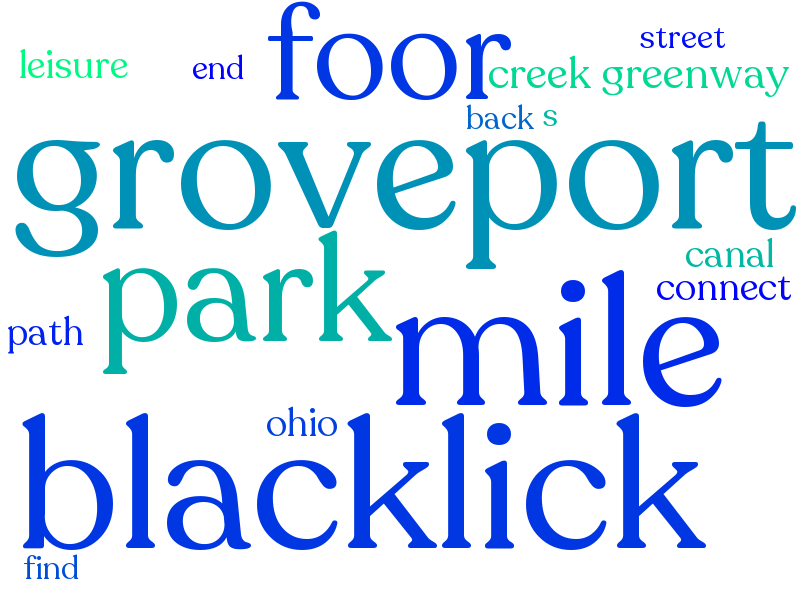 foor
street
leisure
end
creek greenway
back
s
groveport
canal
park
connect
path
mile
ohio
blacklick
find